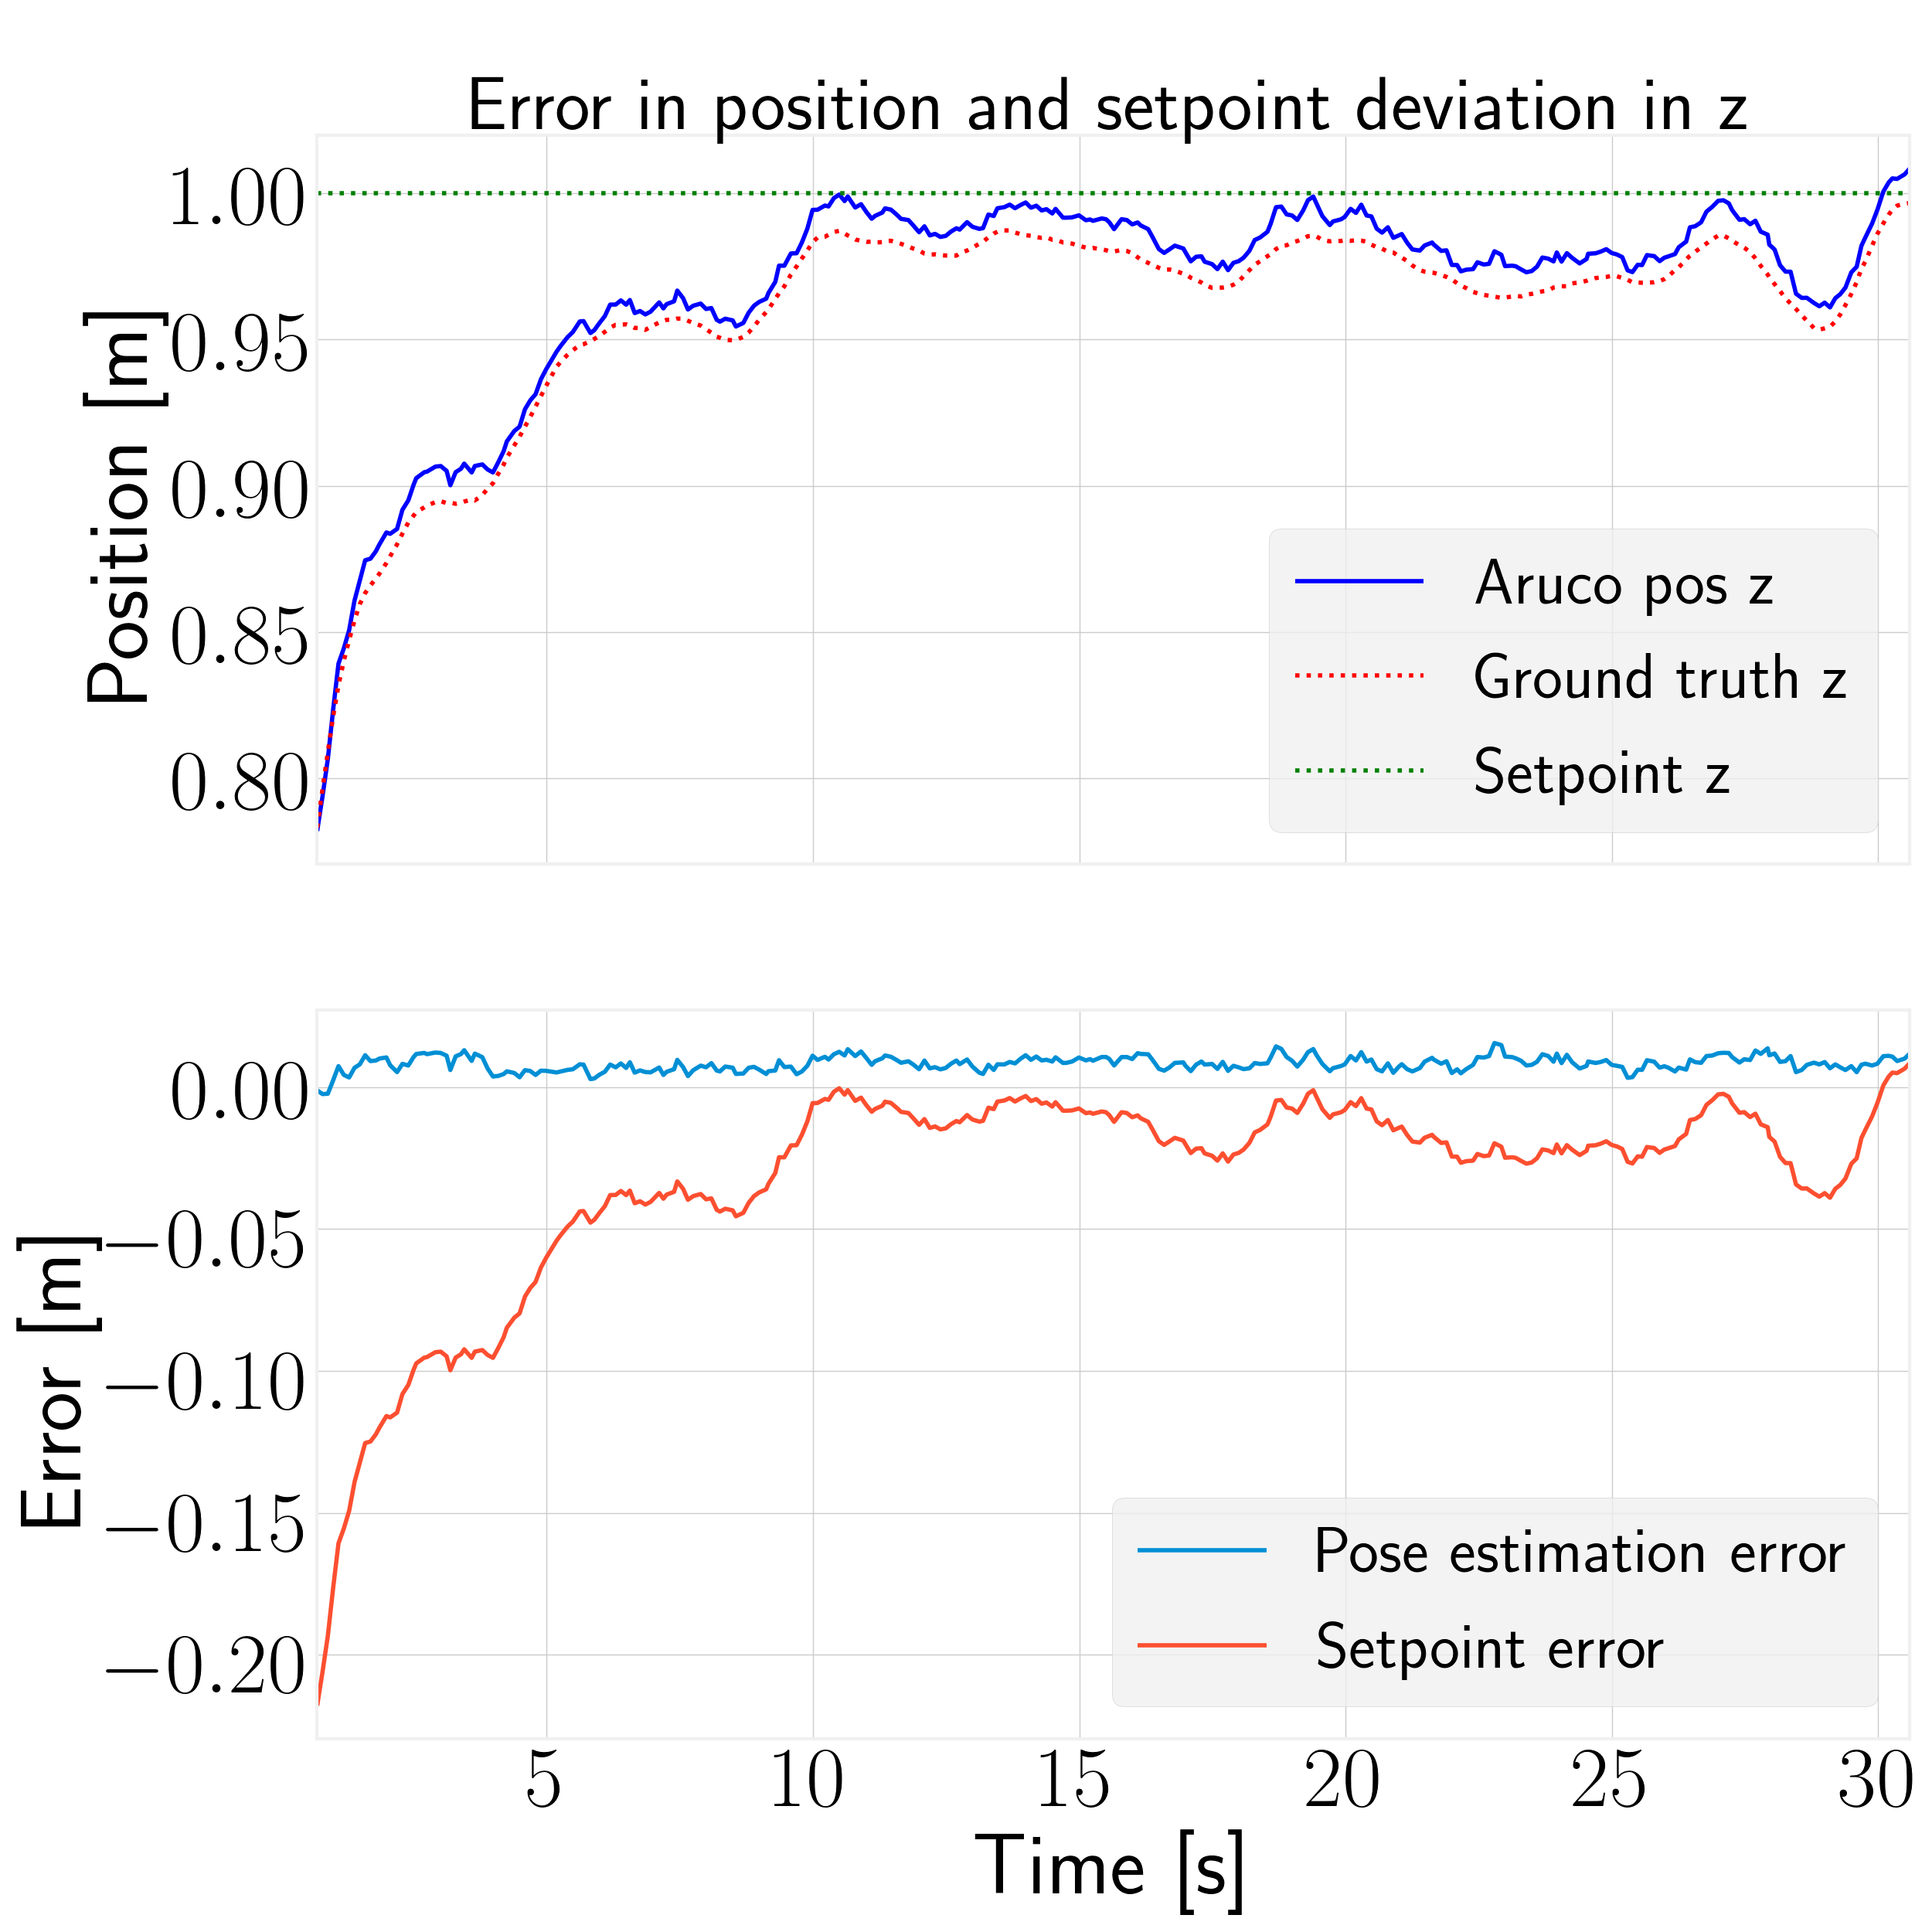 Error in position and setpoint deviation in z
Position [m]
1.00
0.95
0.90
0.85
0.80
Aruco pos z
Ground truth z
Setpoint z
Error [m]
0.00
−0.05
−0.10
−0.15
−0.20
Pose estimation error
Setpoint error
5 10 15 20 25 30
Time [s]